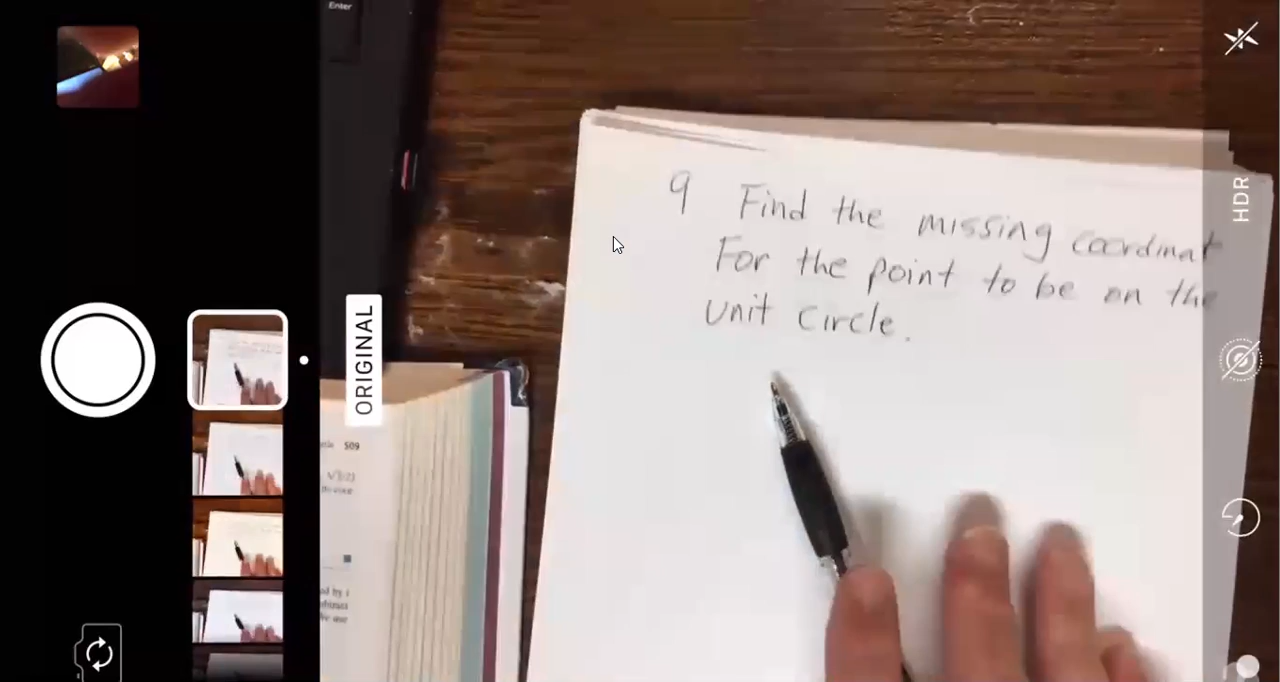 Enter
HDR
9 Find the missing coordinat
For the point to be on the
unit circle.
ORIGINAL
509